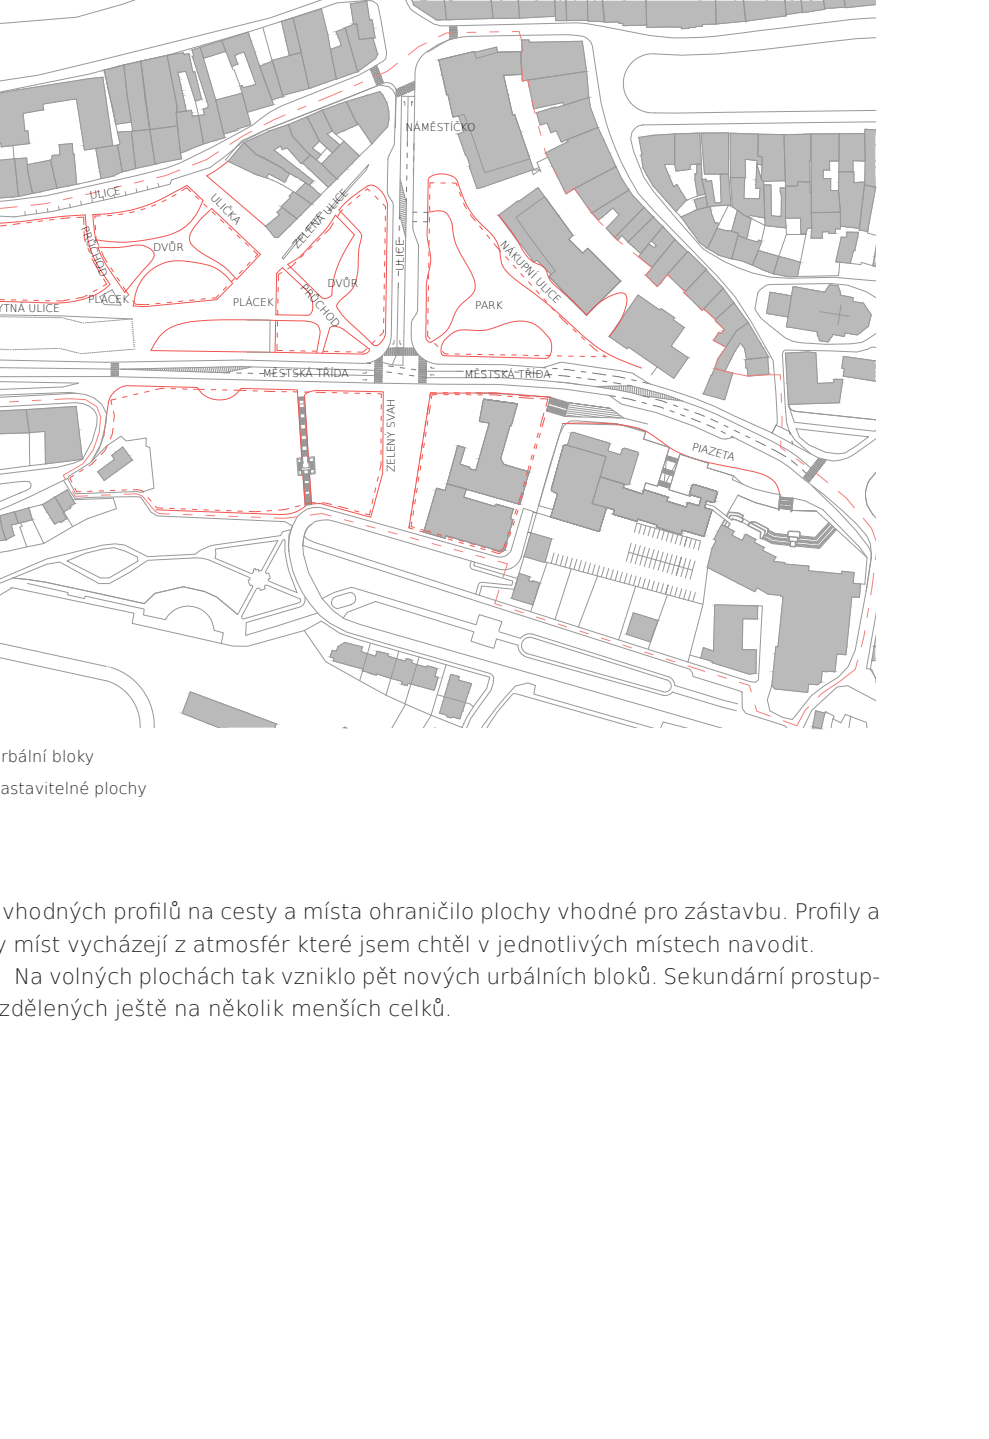 NÁMĚSTÍČKO
ULICE
ULIČKA
ZELENÁ ULICE
PRŮCHOD
DVŮR
ULICE
NÁKUPNÍ ULICE
DVŮR
PLÁCEK
PLÁCEK
PRŮCHOD
PARK
YTNÁ ULICE
MĚSTSKÁ TŘÍDA
MĚSTSKÁ TŘÍDA
ZELENÝ SVAH
PIAZETA
rbální bloky
astavitelné plochy
vhodných profilů na cesty a místa ohraničilo plochy vhodné pro zástavbu. Profily a
y míst vycházejí z atmosfér které jsem chtěl v jednotlivých místech navodit.
Na volných plochách tak vzniklo pět nových urbálních bloků. Sekundární prostup-
zdělených ještě na několik menších celků.